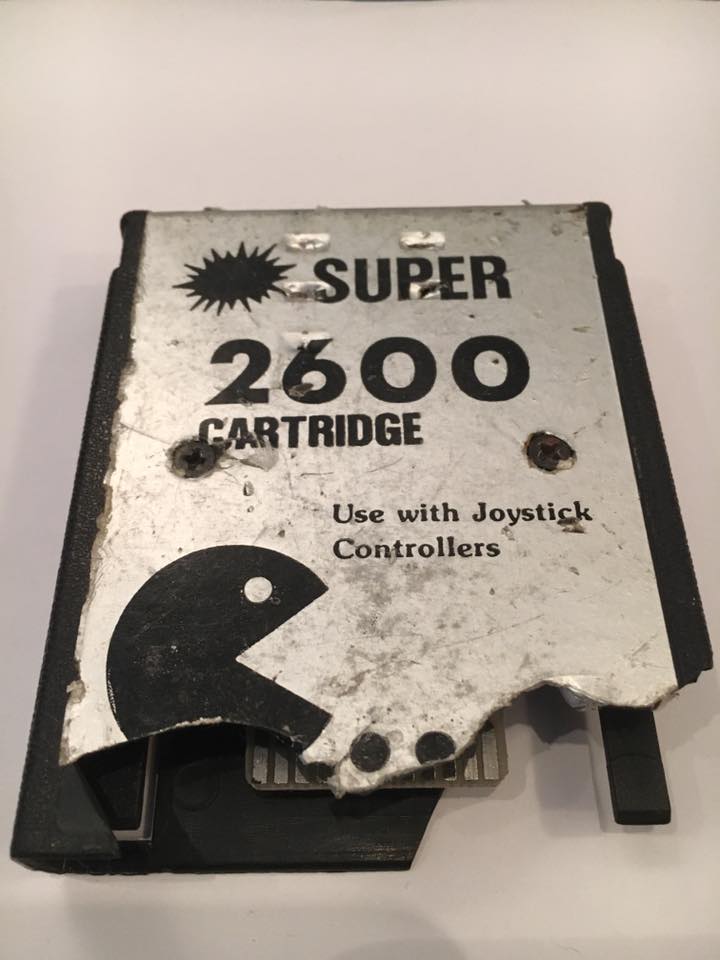 SUPER
2600
CARTRIDGE
Use with Joystick
Controllers